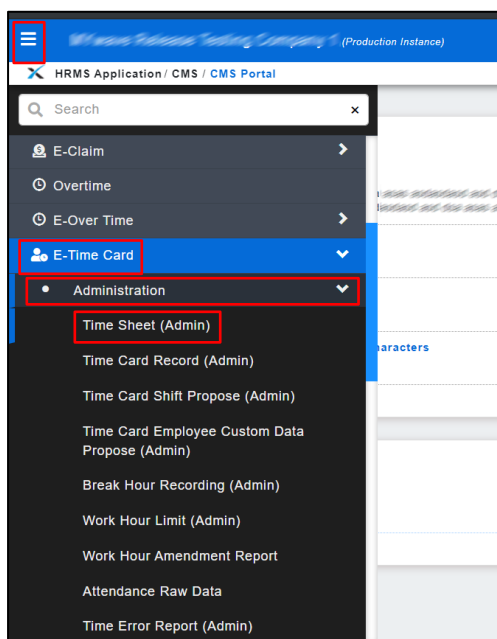 (Production Instance)
HRMS Application / CMS / CMS Portal
Search ×
E-Claim
Overtime
E-Over Time
E-Time Card
Administration
Time Sheet (Admin)
aracters
Time Card Record (Admin)
Time Card Shift Propose (Admin)
Time Card Employee Custom Data
Propose (Admin)
Break Hour Recording (Admin)
Work Hour Limit (Admin)
Work Hour Amendment Report
Attendance Raw Data
Time Error Report (Admin)